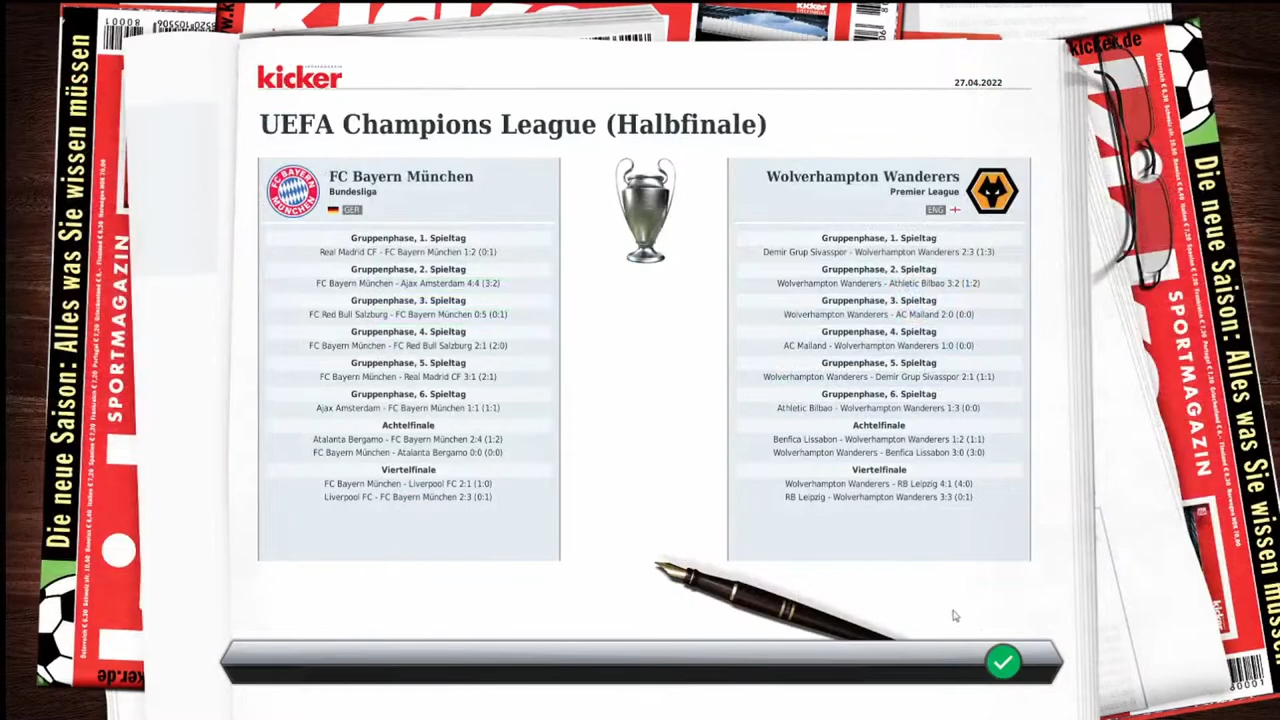 kicker
27.04.2022
UEFA Champions League (Halbfinale)
FC Bayern München
Bundesliga
GER
Gruppenphase, 1. Spieltag
Real Madrid CF - FC Bayern München 1:2 (0:1)
Gruppenphase, 2. Spieltag
FC Bayern München - Ajax Amsterdam 4:4 (3:2)
Gruppenphase, 3. Spieltag
FC Red Bull Salzburg - FC Bayern München 0:5 (0:1)
Gruppenphase, 4. Spieltag
FC Bayern München - FC Red Bull Salzburg 2:1 (2:0)
Gruppenphase, 5. Spieltag
FC Bayern München - Real Madrid CF 3:1 (2:1)
Gruppenphase, 6. Spieltag
Ajax Amsterdam - FC Bayern München 1:1 (1:1)
Achtelfinale
Atalanta Bergamo - FC Bayern München 2:4 (1:2)
FC Bayern München - Atalanta Bergamo 0:0 (0:0)
Viertelfinale
FC Bayern München - Liverpool FC 2:1 (1:0)
Liverpool FC - FC Bayern München 2:3 (0:1)
Wolverhampton Wanderers
Premier League
ENG
Gruppenphase, 1. Spieltag
Demir Grup Sivasspor - Wolverhampton Wanderers 2:3 (1:3)
Gruppenphase, 2. Spieltag
Wolverhampton Wanderers - Athletic Bilbao 3:2 (1:2)
Gruppenphase, 3. Spieltag
Wolverhampton Wanderers - AC Mailand 2:0 (0:0)
Gruppenphase, 4. Spieltag
AC Mailand - Wolverhampton Wanderers 1:0 (0:0)
Gruppenphase, 5. Spieltag
Wolverhampton Wanderers - Demir Grup Sivasspor 2:1 (1:1)
Gruppenphase, 6. Spieltag
Athletic Bilbao - Wolverhampton Wanderers 1:3 (0:0)
Achtelfinale
Benfica Lissabon - Wolverhampton Wanderers 1:2 (1:1)
Wolverhampton Wanderers - Benfica Lissabon 3:0 (3:0)
Viertelfinale
Wolverhampton Wanderers - RB Leipzig 4:1 (4:0)
RB Leipzig - Wolverhampton Wanderers 3:3 (0:1)
Die neue Saison: Alles was Sie wissen müssen
SPORTMAGAZIN
kicker.de
Die neue Saison: Alles was Sie wissen müssen
SPORTMAGAZIN